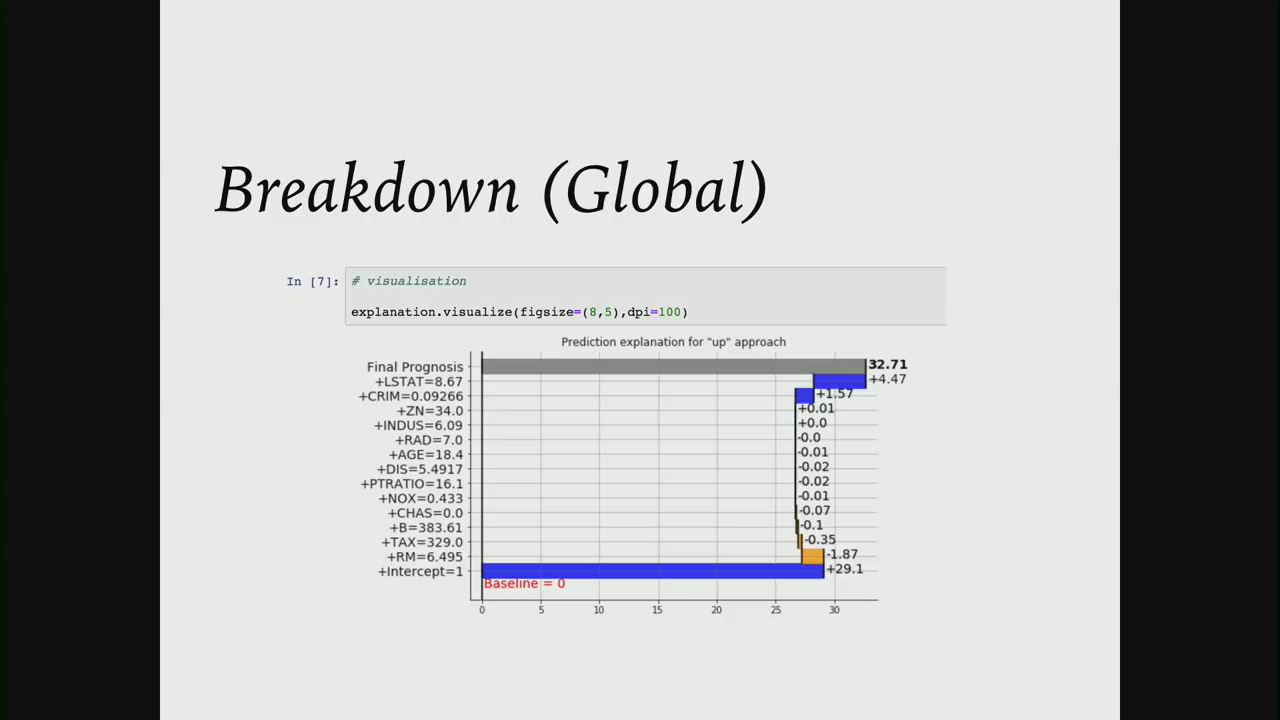 Breakdown (Global)
In [7]: # visualisation
explanation.visualize(figsize=(8,5),dpi=100)
Prediction explanation for "up" approach
Final Prognosis 32.71
+LSTAT=8.67 +4.47
+CRIM=0.09266 +1.57
+ZN=34.0 +0.01
+INDUS=6.09 +0.0
+RAD=7.0 -0.0
+AGE=18.4 -0.01
+DIS=5.4917 -0.02
+PTRATIO=16.1 -0.02
+NOX=0.433 -0.01
+CHAS=0.0 -0.07
+B=383.61 -0.1
+TAX=329.0 -0.35
+RM=6.495 -1.87
+Intercept=1 +29.1
Baseline = 0
0 5 10 15 20 25 30